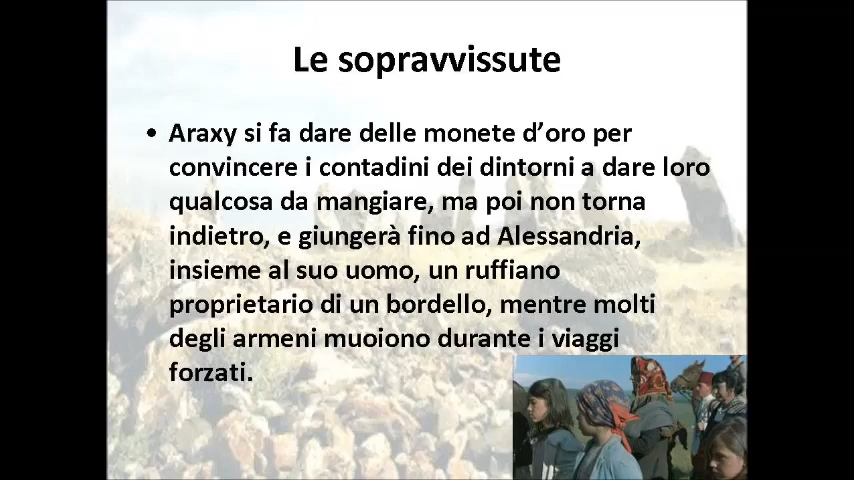 Le sopravvissute
• Araxy si fa dare delle monete d’oro per
convincere i contadini dei dintorni a dare loro
qualcosa da mangiare, ma poi non torna
indietro, e giungerà fino ad Alessandria,
insieme al suo uomo, un ruffiano
proprietario di un bordello, mentre molti
degli armeni muoiono durante i viaggi
forzati.